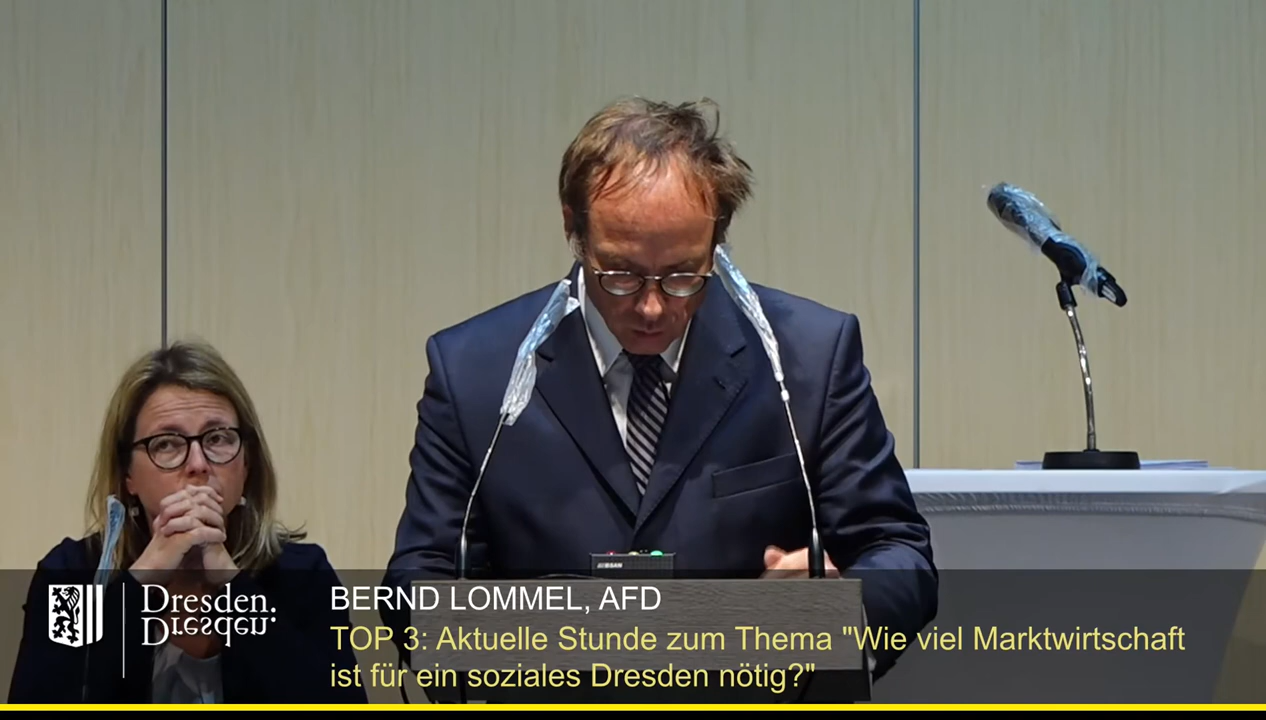 Dresden.
Dresden.
BERND LOMMEL, AFD
TOP 3: Aktuelle Stunde zum Thema "Wie viel Marktwirtschaft
ist für ein soziales Dresden nötig?"